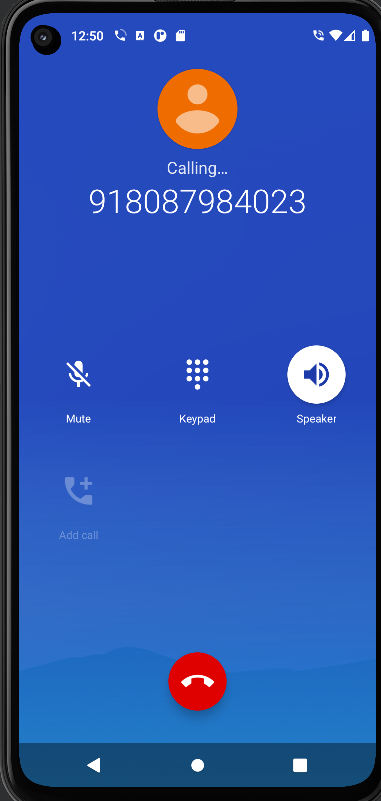 12:50
Calling…
918087984023
Mute
Keypad
Speaker
Add call